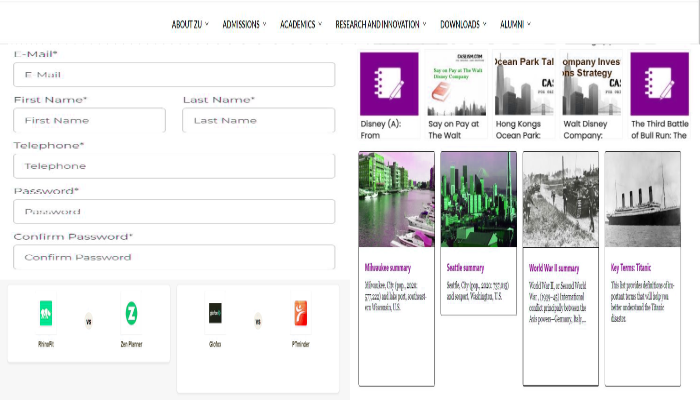 ABOUT ZU
ADMISSIONS
ACADEMICS
RESEARCH AND INNOVATION
DOWNLOADS
ALUMNI
E-Mail*
E-Mail
First Name*
Last Name*
First Name
Last Name
Telephone*
Telephone
Password*
Password
Confirm Password*
Confirm Password
RhinoFit
vs
Zen Planner
Glofox
vs
PTminder
CASEISM.COM
Say on Pay at The Walt
Disney Company
Ocean Park Tal
ompany Inves
ons Strategy
Disney (A):
From
Say on Pay at
The Walt
Hong Kongs
Ocean Park:
Walt Disney
Company:
The Third Battle
of Bull Run: The
Milwaukee summary
Milwaukee, City (pop., 2020:
577,222) and lake port, southeast-
ern Wisconsin, U.S.
Seattle summary
Seattle, City (pop., 2020: 737,015)
and seaport, Washington, U.S.
World War II summary
World War II, or Second World
War, (1939–45) International
conflict principally between the
Axis powers—Germany, Italy,...
Key Terms: Titanic
This list provides definitions of im-
portant terms that will help you
better understand the Titanic
disaster.